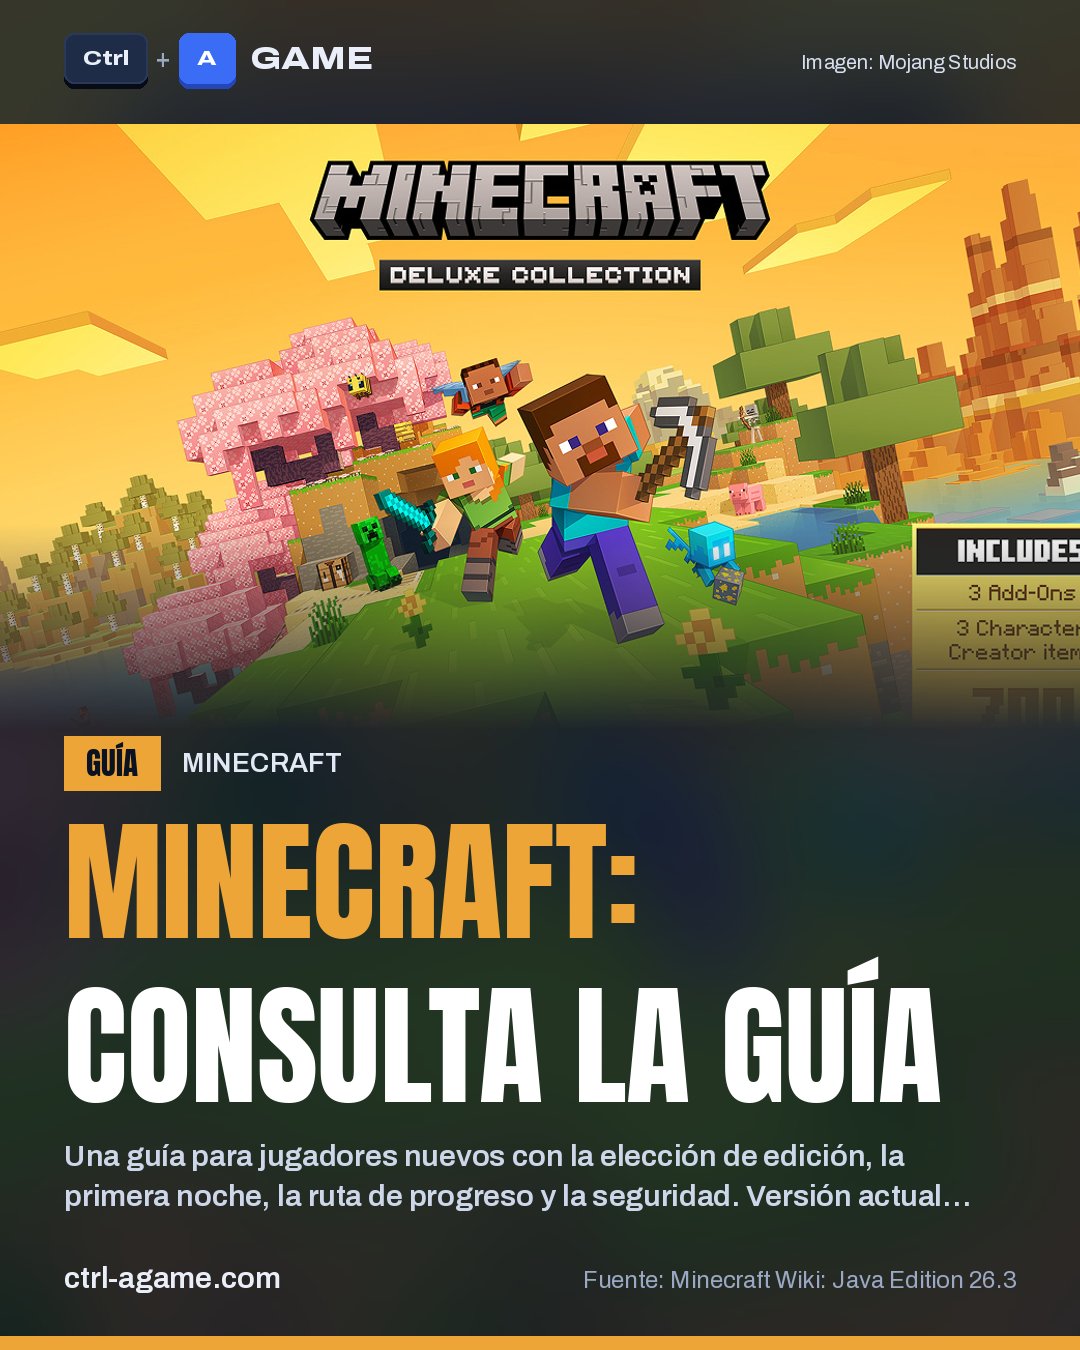 Ctrl + A GAME
Imagen: Mojang Studios
MINECRAFT
DELUXE COLLECTION
INCLUDES
3 Add-Ons
3 Character
Creator item
700
GUÍA MINECRAFT
MINECRAFT:
CONSULTA LA GUÍA
Una guía para jugadores nuevos con la elección de edición, la
primera noche, la ruta de progreso y la seguridad. Versión actual...
ctrl-agame.com
Fuente: Minecraft Wiki: Java Edition 26.3